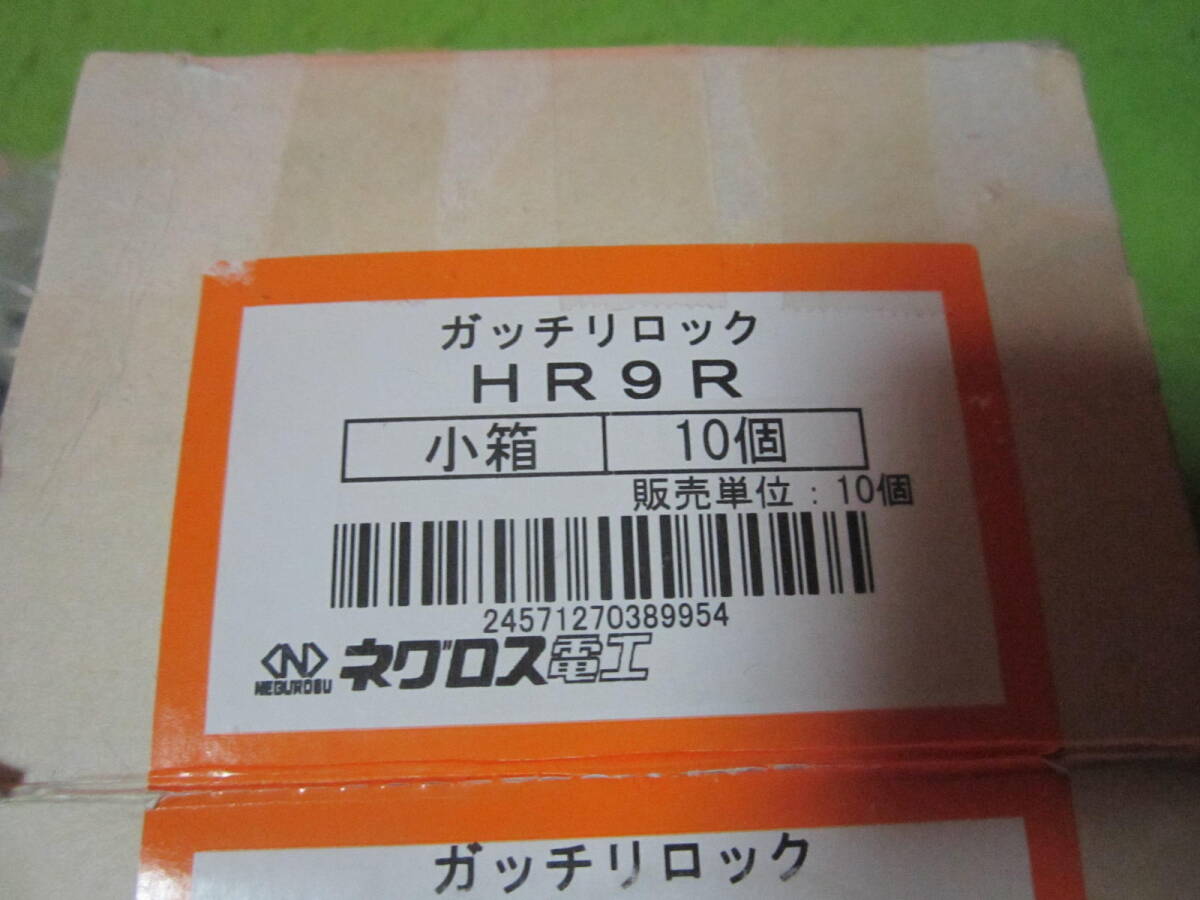 ガッチリロック
HR9R
小箱 10個
販売単位：10個
24571270389954
NEGUROSU ネグロス電工
ガッチリロック